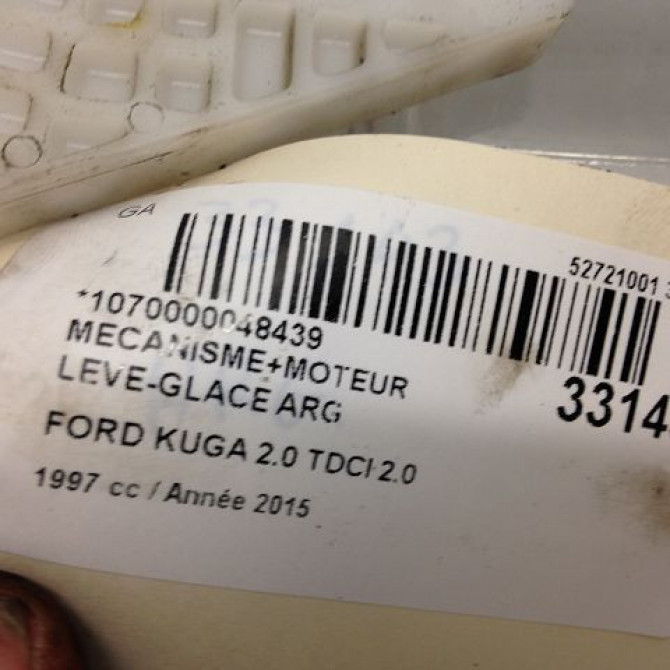 GA
52721001
*1070000048439
MECANISME+MOTEUR
LEVE-GLACE ARG
3314
FORD KUGA 2.0 TDCI 2.0
1997 cc / Année 2015